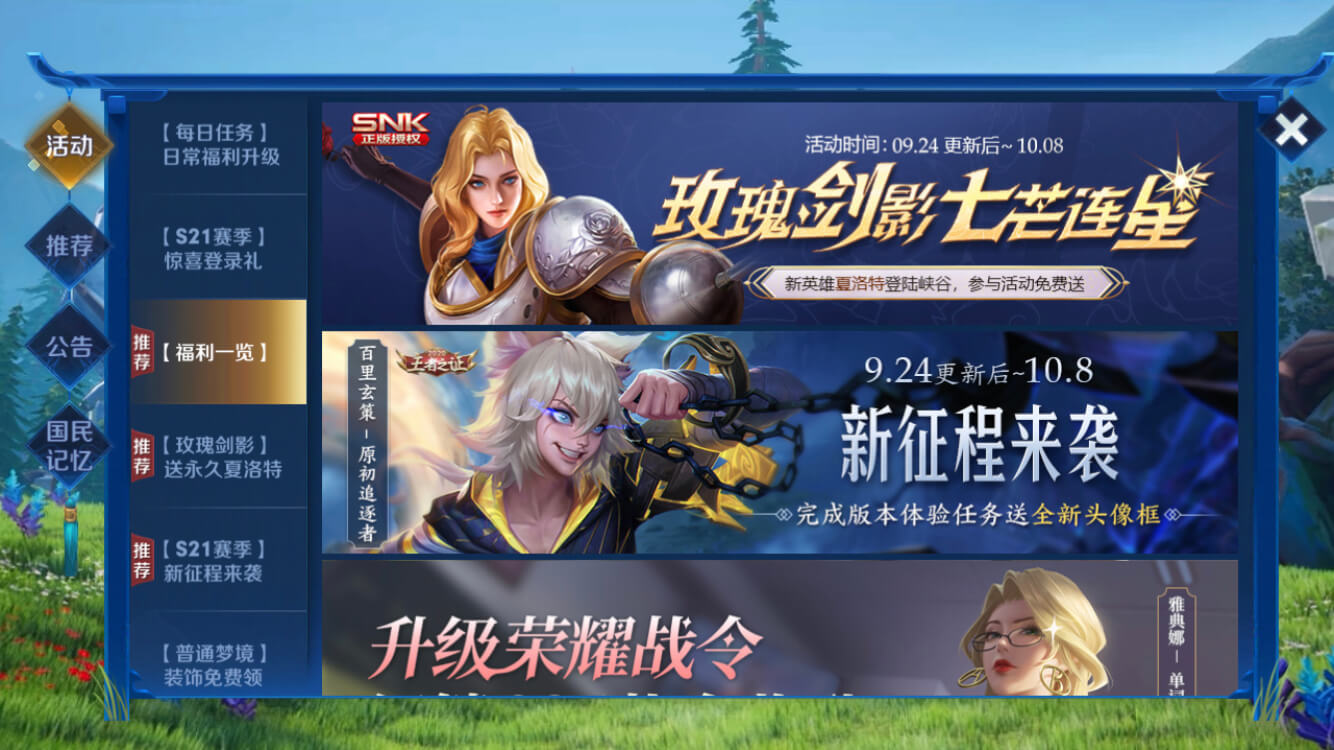 活动
推荐
公告
国民
记忆
【每日任务】
日常福利升级
【S21赛季】
惊喜登录礼
推荐
【福利一览】
推荐
【玫瑰剑影】
送永久夏洛特
推荐
【S21赛季】
新征程来袭
【普通梦境】
装饰免费领
SNK
正版授权
活动时间：09.24 更新后~ 10.08
玫瑰剑影七芒连星
新英雄夏洛特登陆峡谷，参与活动免费送
百里玄策-原初追逐者
2020
王者之证
9.24更新后~10.8
新征程来袭
完成版本体验任务送全新头像框
升级荣耀战令
雅典娜-单词